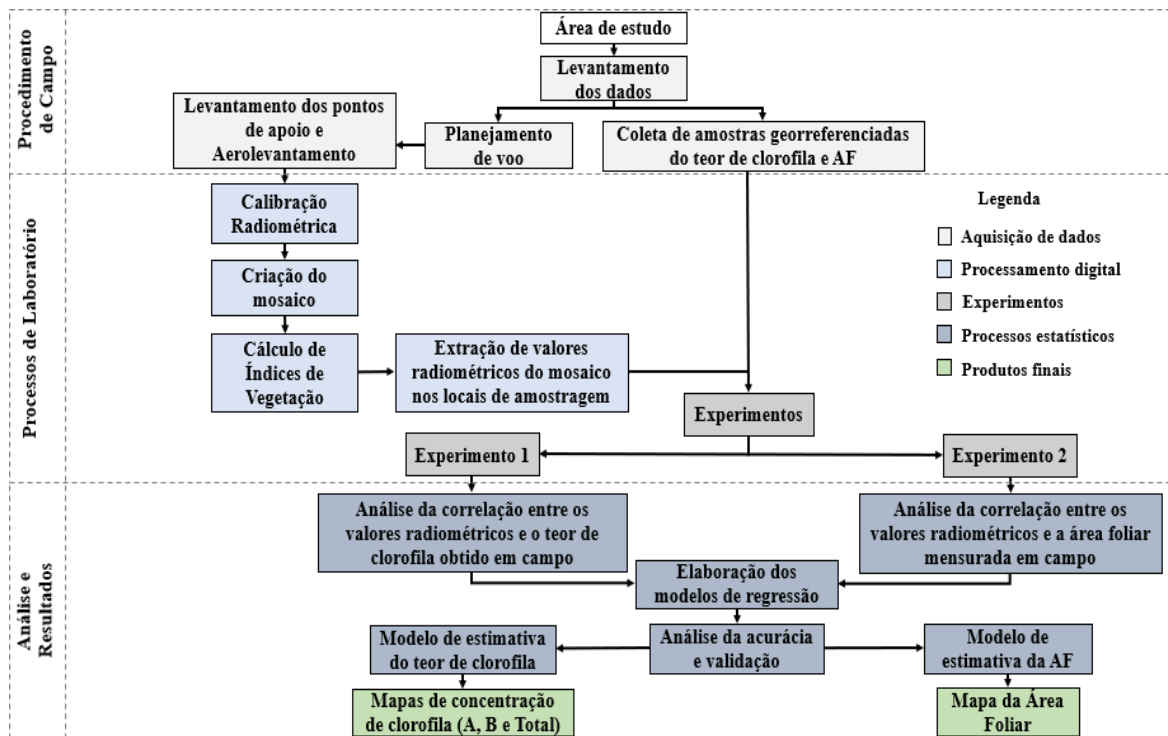 Procedimento
de Campo
Área de estudo
Levantamento
dos dados
Levantamento dos pontos
de apoio e
Aerolevantamento
Planejamento
de voo
Coleta de amostras georreferenciadas
do teor de clorofila e AF
Processos de Laboratório
Calibração
Radiométrica
Criação do
mosaico
Cálculo de
Índices de
Vegetação
Extração de valores
radiométricos do mosaico
nos locais de amostragem
Legenda
Aquisição de dados
Processamento digital
Experimentos
Processos estatísticos
Produtos finais
Experimentos
Experimento 1
Experimento 2
Análise e
Resultados
Análise da correlação entre os
valores radiométricos e o teor de
clorofila obtido em campo
Análise da correlação entre os
valores radiométricos e a área foliar
mensurada em campo
Elaboração dos
modelos de regressão
Modelo de estimativa
do teor de clorofila
Análise da acurácia
e validação
Modelo de
estimativa da AF
Mapas de concentração
de clorofila (A, B e Total)
Mapa da Área
Foliar